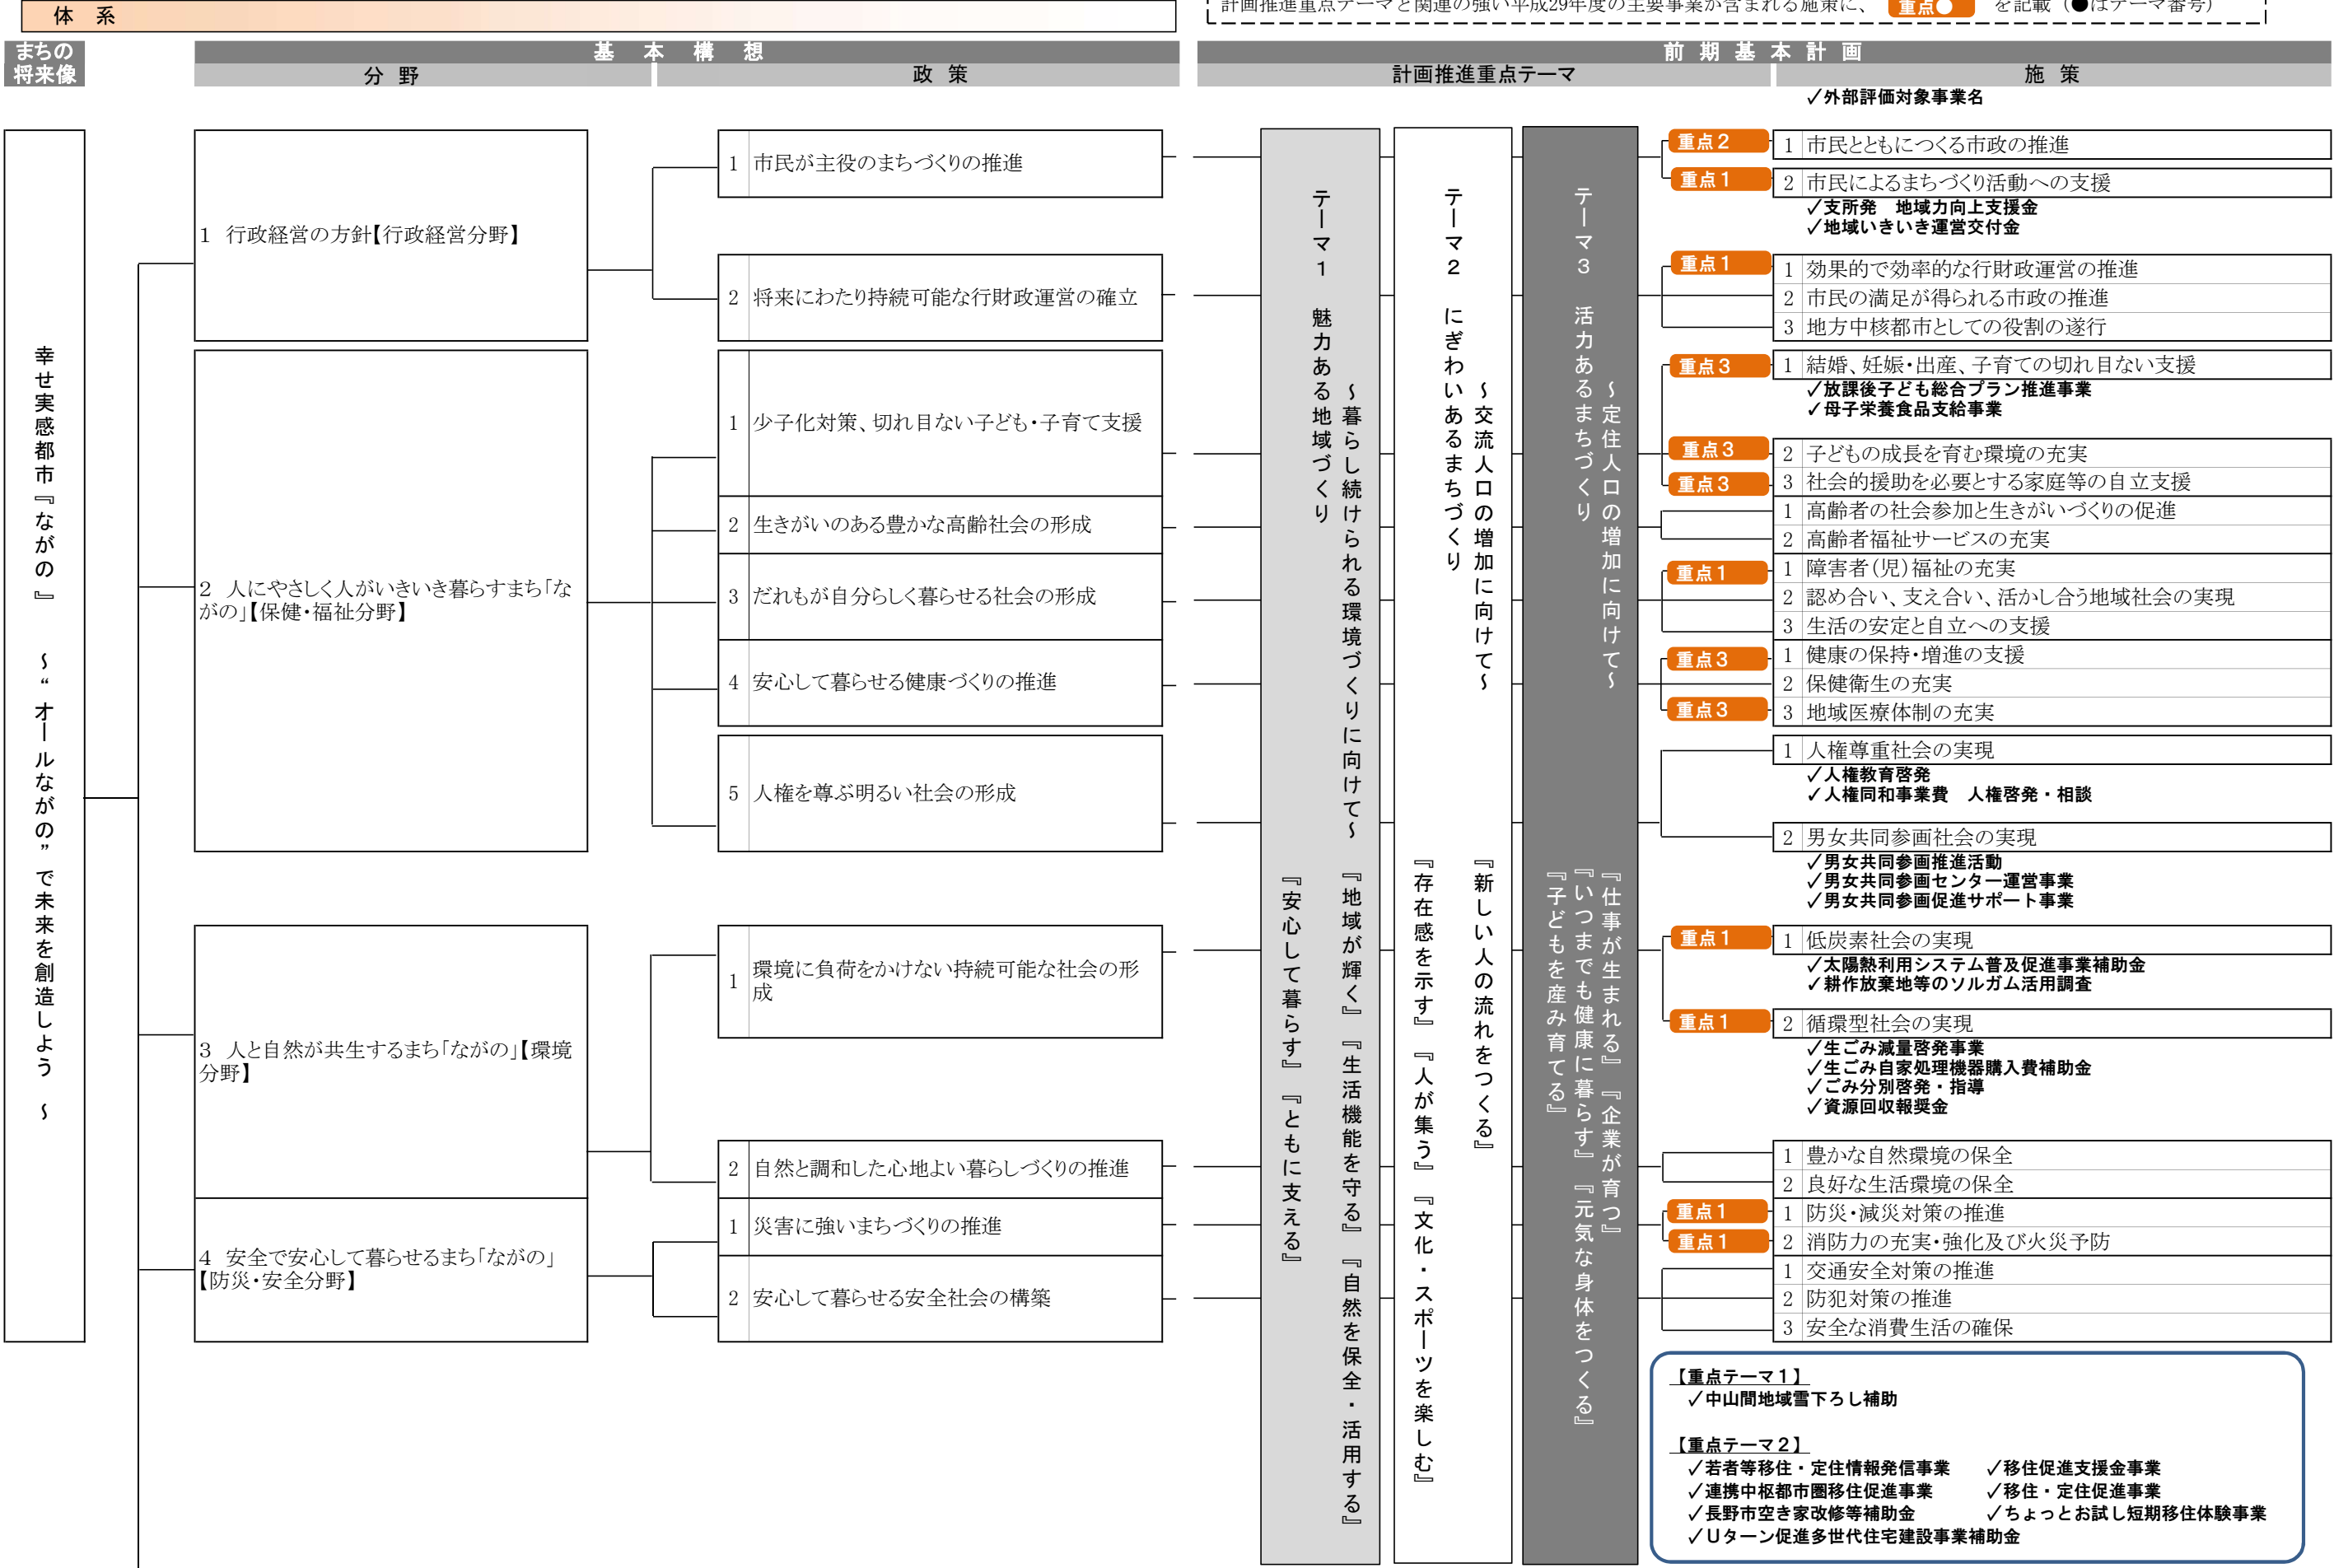 体 系
計画推進重点テーマと関連の強い平成29年度の主要事業が含まれる施策に、 重点● を記載（●はテーマ番号）
まちの
将来像
基 本 構 想
前 期 基 本 計 画
分 野
政 策
計画推進重点テーマ
施 策
✓外部評価対象事業名
幸せ実感都市『ながの』 ～“オールながの”で未来を創造しよう ～
1 行政経営の方針【行政経営分野】
1 市民が主役のまちづくりの推進
2 将来にわたり持続可能な行財政運営の確立
2 人にやさしく人がいきいき暮らすまち「な
がの」【保健・福祉分野】
1 少子化対策、切れ目ない子ども・子育て支援
2 生きがいのある豊かな高齢社会の形成
3 だれもが自分らしく暮らせる社会の形成
4 安心して暮らせる健康づくりの推進
5 人権を尊ぶ明るい社会の形成
3 人と自然が共生するまち「ながの」【環境
分野】
1 環境に負荷をかけない持続可能な社会の形
成
2 自然と調和した心地よい暮らしづくりの推進
4 安全で安心して暮らせるまち「ながの」
【防災・安全分野】
1 災害に強いまちづくりの推進
2 安心して暮らせる安全社会の構築
テーマ1 魅力ある地域づくり
～暮らし続けられる環境づくりに向けて～
『地域が輝く』『生活機能を守る』『自然を保全・活用する』
『安心して暮らす』『ともに支える』
テーマ2 にぎわいあるまちづくり
～交流人口の増加に向けて～
『新しい人の流れをつくる』
『存在感を示す』『人が集う』『文化・スポーツを楽しむ』
テーマ3 活力あるまちづくり
～定住人口の増加に向けて～
『仕事が生まれる』『企業が育つ』
『いつまでも健康に暮らす』『元気な身体をつくる』
『子どもを産み育てる』
重点2 1 市民とともにつくる市政の推進
重点1 2 市民によるまちづくり活動への支援
✓支所発 地域力向上支援金
✓地域いきいき運営交付金
重点1 1 効果的で効率的な行財政運営の推進
2 市民の満足が得られる市政の推進
3 地方中核都市としての役割の遂行
重点3 1 結婚、妊娠・出産、子育ての切れ目ない支援
✓放課後子ども総合プラン推進事業
✓母子栄養食品支給事業
重点3 2 子どもの成長を育む環境の充実
重点3 3 社会的援助を必要とする家庭等の自立支援
1 高齢者の社会参加と生きがいづくりの促進
2 高齢者福祉サービスの充実
重点1 1 障害者(児)福祉の充実
2 認め合い、支え合い、活かし合う地域社会の実現
3 生活の安定と自立への支援
重点3 1 健康の保持・増進の支援
2 保健衛生の充実
重点3 3 地域医療体制の充実
1 人権尊重社会の実現
✓人権教育啓発
✓人権同和事業費 人権啓発・相談
2 男女共同参画社会の実現
✓男女共同参画推進活動
✓男女共同参画センター運営事業
✓男女共同参画促進サポート事業
重点1 1 低炭素社会の実現
✓太陽熱利用システム普及促進事業補助金
✓耕作放棄地等のソルガム活用調査
重点1 2 循環型社会の実現
✓生ごみ減量啓発事業
✓生ごみ自家処理機器購入費補助金
✓ごみ分別啓発・指導
✓資源回収報奨金
1 豊かな自然環境の保全
2 良好な生活環境の保全
重点1 1 防災・減災対策の推進
重点1 2 消防力の充実・強化及び火災予防
1 交通安全対策の推進
2 防犯対策の推進
3 安全な消費生活の確保
【重点テーマ1】
✓中山間地域雪下ろし補助
【重点テーマ2】
✓若者等移住・定住情報発信事業 ✓移住促進支援金事業
✓連携中枢都市圏移住促進事業 ✓移住・定住促進事業
✓長野市空き家改修等補助金 ✓ちょっとお試し短期移住体験事業
✓Uターン促進多世代住宅建設事業補助金